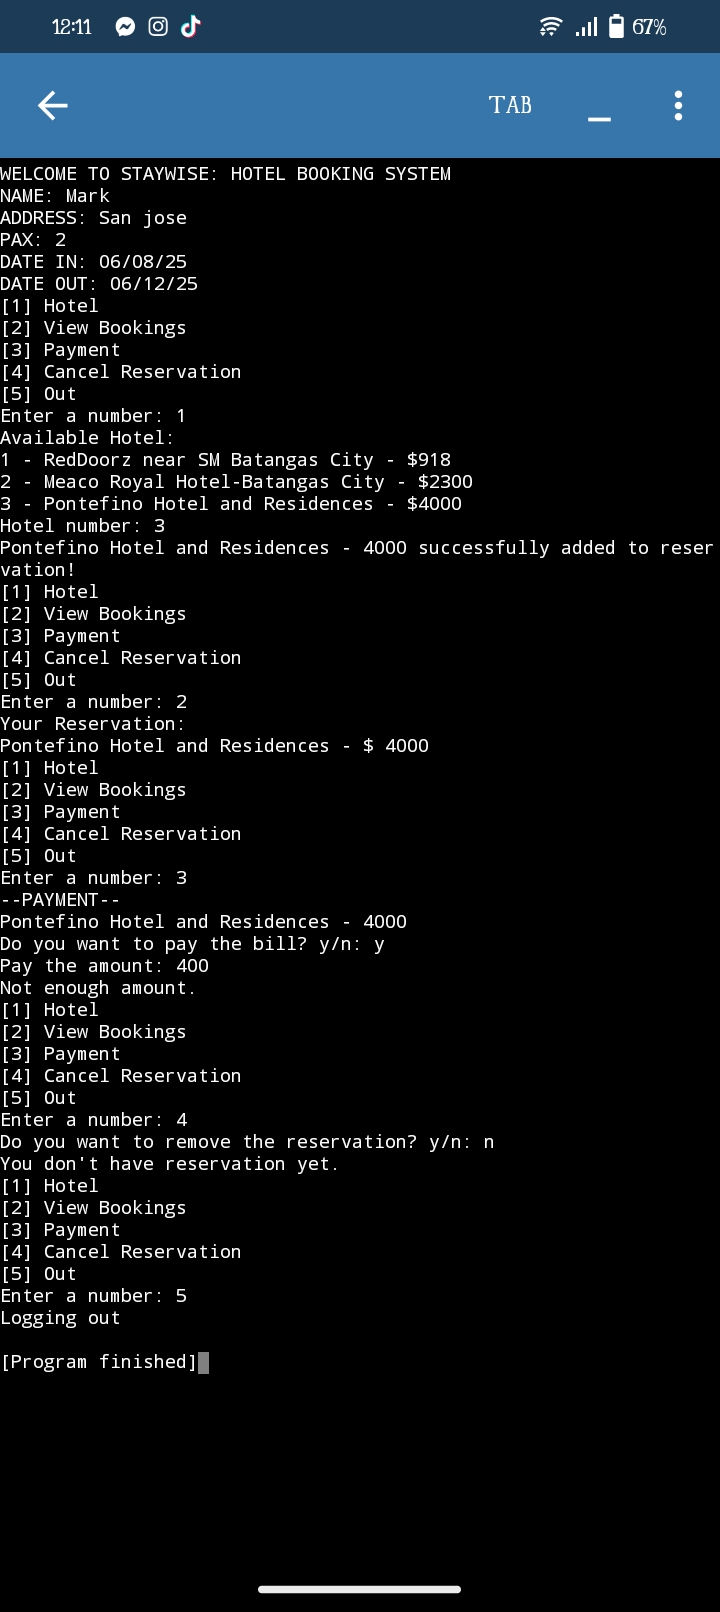 12:11
67%
TAB
WELCOME TO STAYWISE: HOTEL BOOKING SYSTEM
NAME: Mark
ADDRESS: San jose
PAX: 2
DATE IN: 06/08/25
DATE OUT: 06/12/25
[1] Hotel
[2] View Bookings
[3] Payment
[4] Cancel Reservation
[5] Out
Enter a number: 1
Available Hotel:
1 - RedDoorz near SM Batangas City - $918
2 - Meaco Royal Hotel-Batangas City - $2300
3 - Pontefino Hotel and Residences - $4000
Hotel number: 3
Pontefino Hotel and Residences - 4000 successfully added to reser
vation!
[1] Hotel
[2] View Bookings
[3] Payment
[4] Cancel Reservation
[5] Out
Enter a number: 2
Your Reservation:
Pontefino Hotel and Residences - $ 4000
[1] Hotel
[2] View Bookings
[3] Payment
[4] Cancel Reservation
[5] Out
Enter a number: 3
--PAYMENT--
Pontefino Hotel and Residences - 4000
Do you want to pay the bill? y/n: y
Pay the amount: 400
Not enough amount.
[1] Hotel
[2] View Bookings
[3] Payment
[4] Cancel Reservation
[5] Out
Enter a number: 4
Do you want to remove the reservation? y/n: n
You don't have reservation yet.
[1] Hotel
[2] View Bookings
[3] Payment
[4] Cancel Reservation
[5] Out
Enter a number: 5
Logging out
[Program finished]